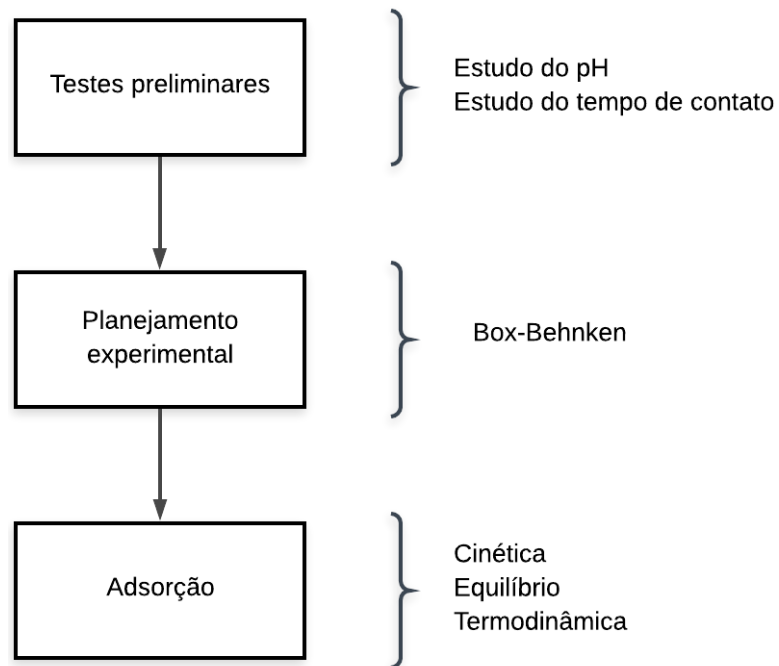 Testes preliminares
Estudo do pH
Estudo do tempo de contato
Planejamento
experimental
Box-Behnken
Adsorção
Cinética
Equilíbrio
Termodinâmica